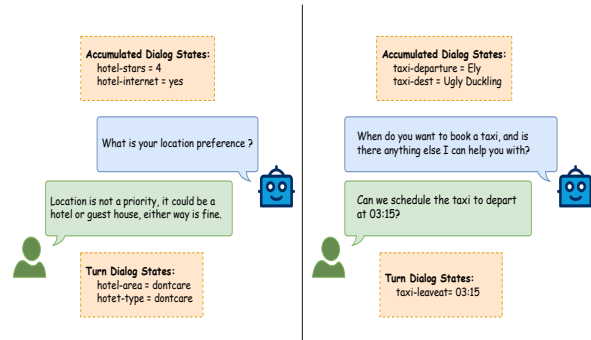 Accumulated Dialog States:
hotel-stars = 4
hotel-internet = yes
What is your location preference ?
Location is not a priority, it could be a
hotel or guest house, either way is fine.
Turn Dialog States:
hotel-area = dontcare
hotet-type = dontcare
Accumulated Dialog States:
taxi-departure = Ely
taxi-dest = Ugly Duckling
When do you want to book a taxi, and is
there anything else I can help you with?
Can we schedule the taxi to depart
at 03:15?
Turn Dialog States:
taxi-leaveat= 03:15